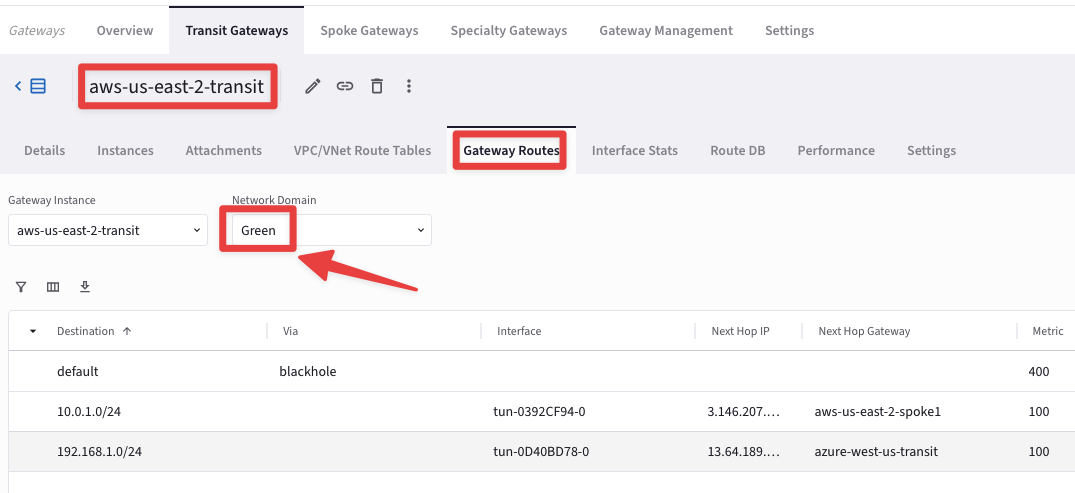 Gateways Overview Transit Gateways Spoke Gateways Specialty Gateways Gateway Management Settings
aws-us-east-2-transit
Details Instances Attachments VPC/VNet Route Tables Gateway Routes Interface Stats Route DB Performance Settings
Gateway Instance Network Domain
aws-us-east-2-transit Green
Destination Via Interface Next Hop IP Next Hop Gateway Metric
default blackhole 400
10.0.1.0/24 tun-0392CF94-0 3.146.207.… aws-us-east-2-spoke1 100
192.168.1.0/24 tun-0D40BD78-0 13.64.189.… azure-west-us-transit 100